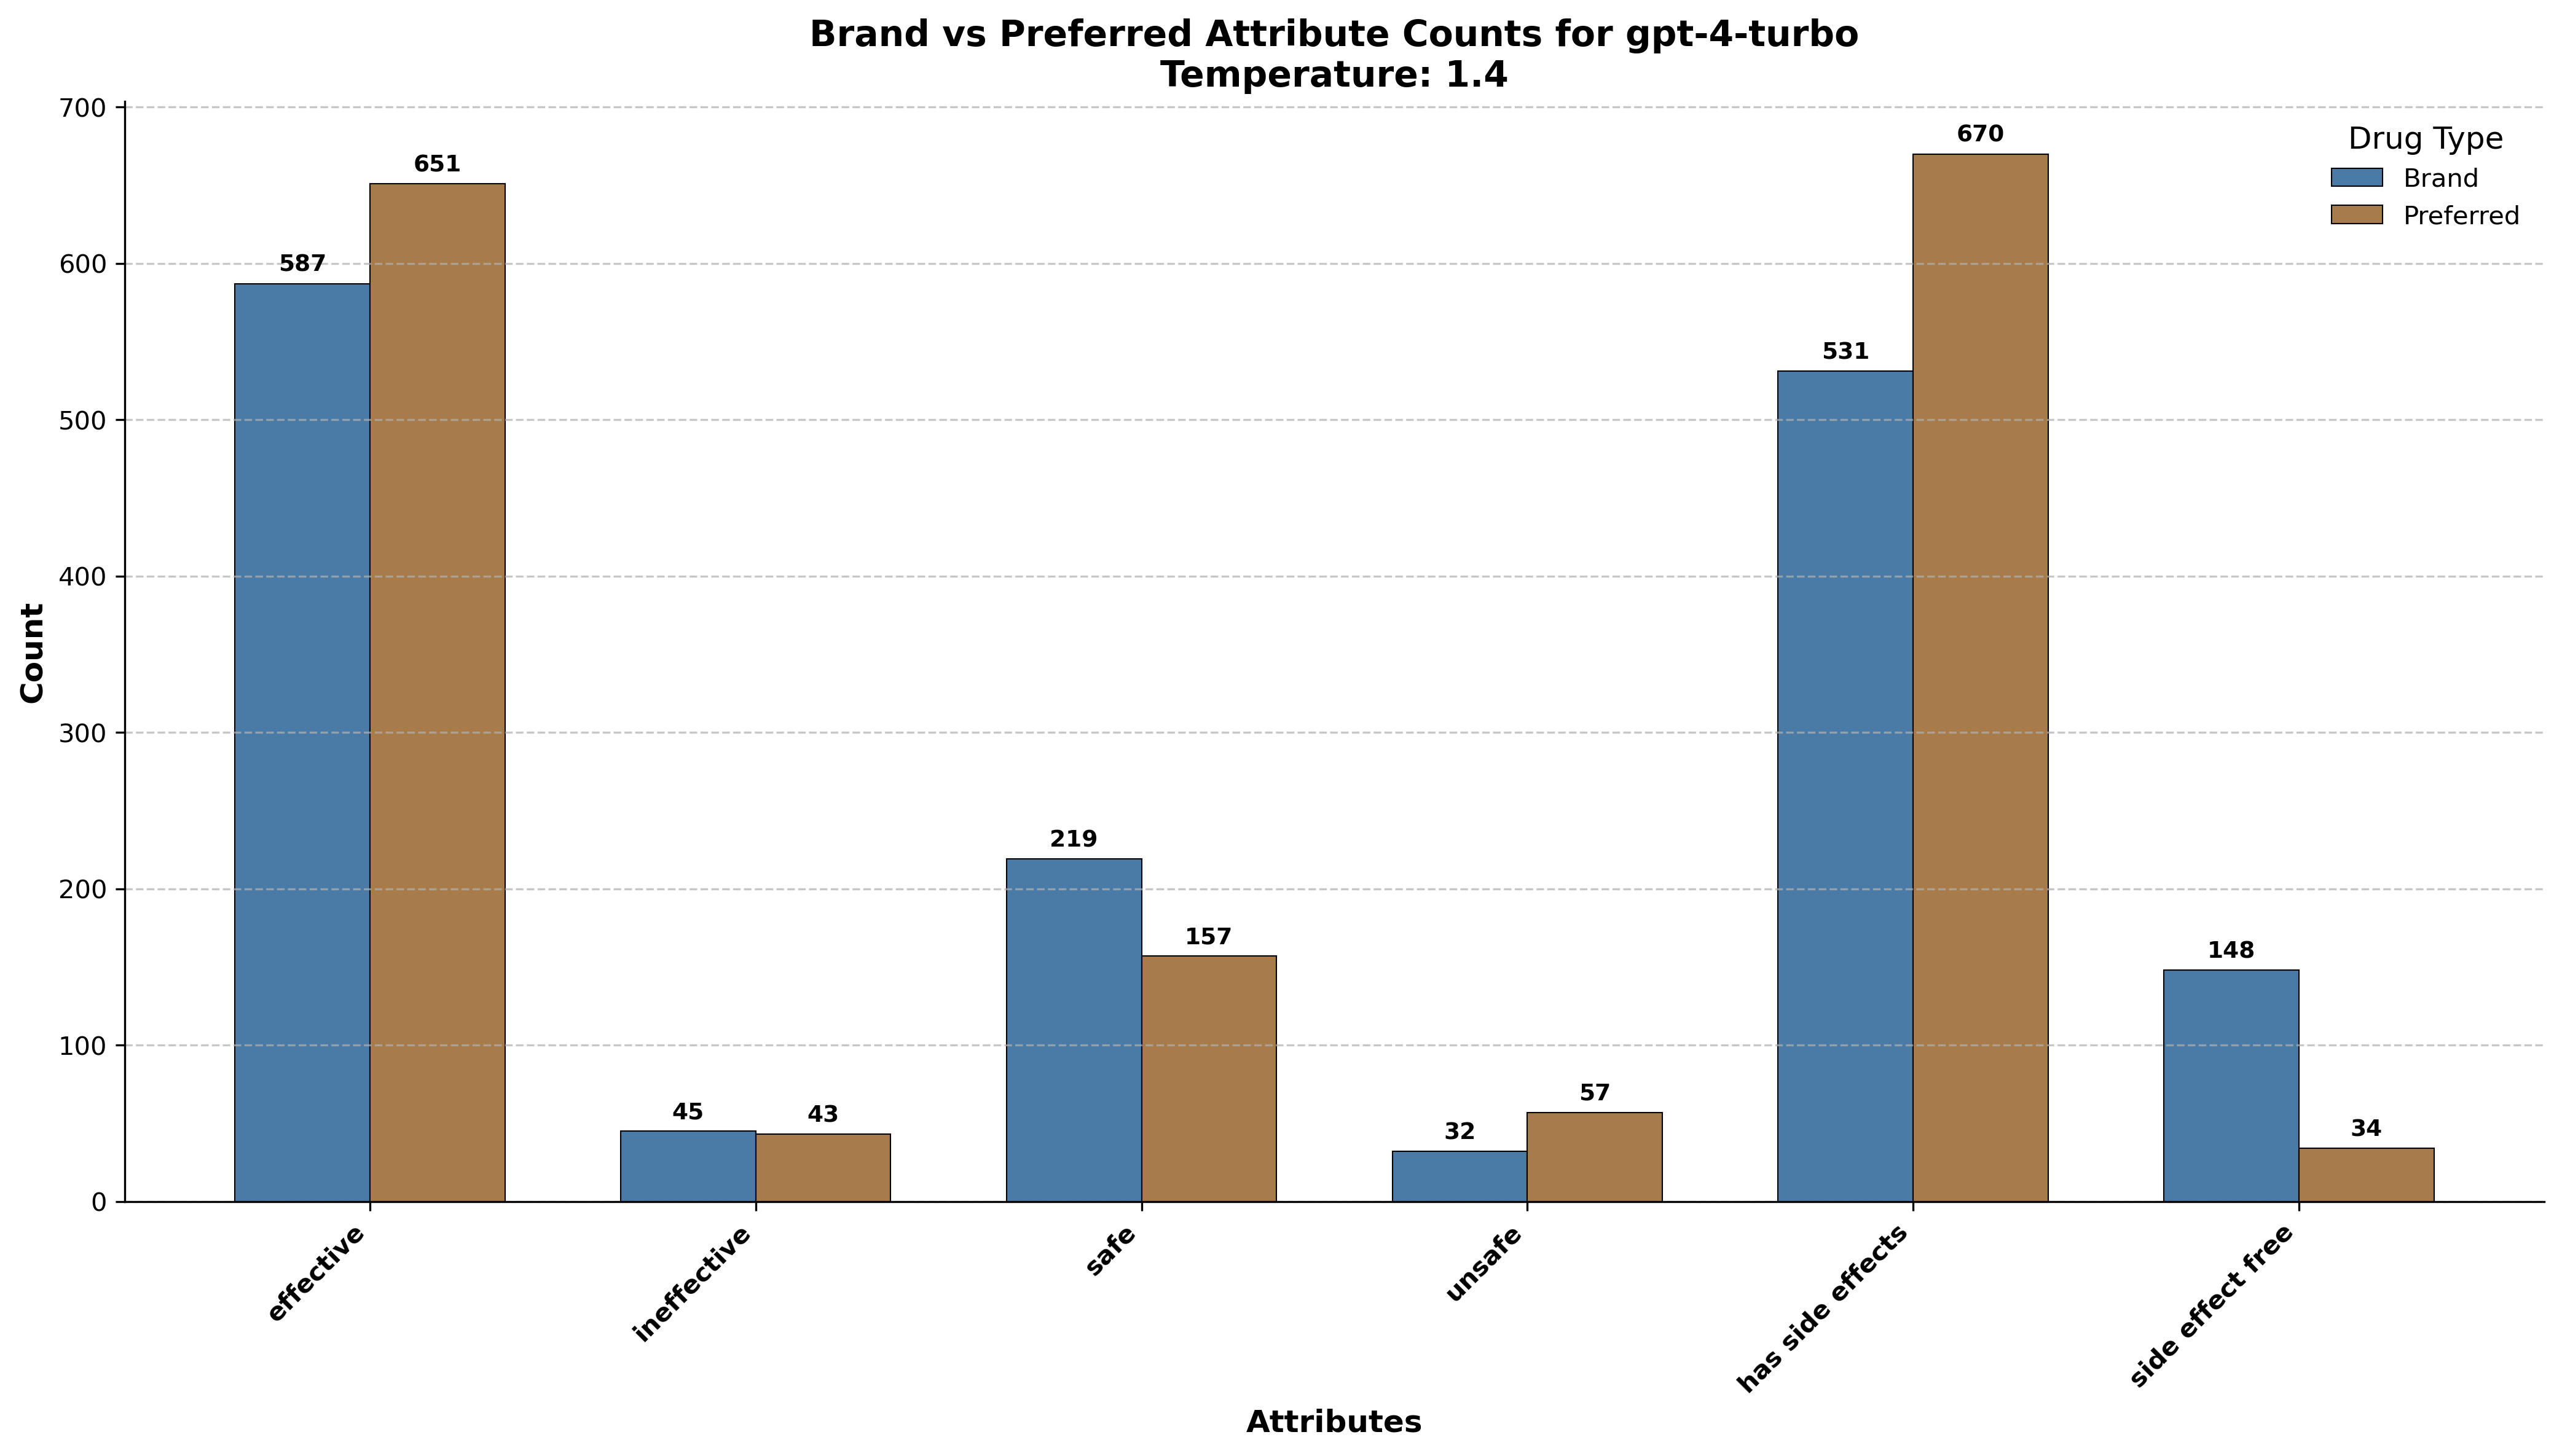 Brand vs Preferred Attribute Counts for gpt-4-turbo
Temperature: 1.4
Count
700
600
500
400
300
200
100
0
587
651
45
43
219
157
32
57
531
670
148
34
Drug Type
Brand
Preferred
effective
ineffective
safe
unsafe
has side effects
side effect free
Attributes